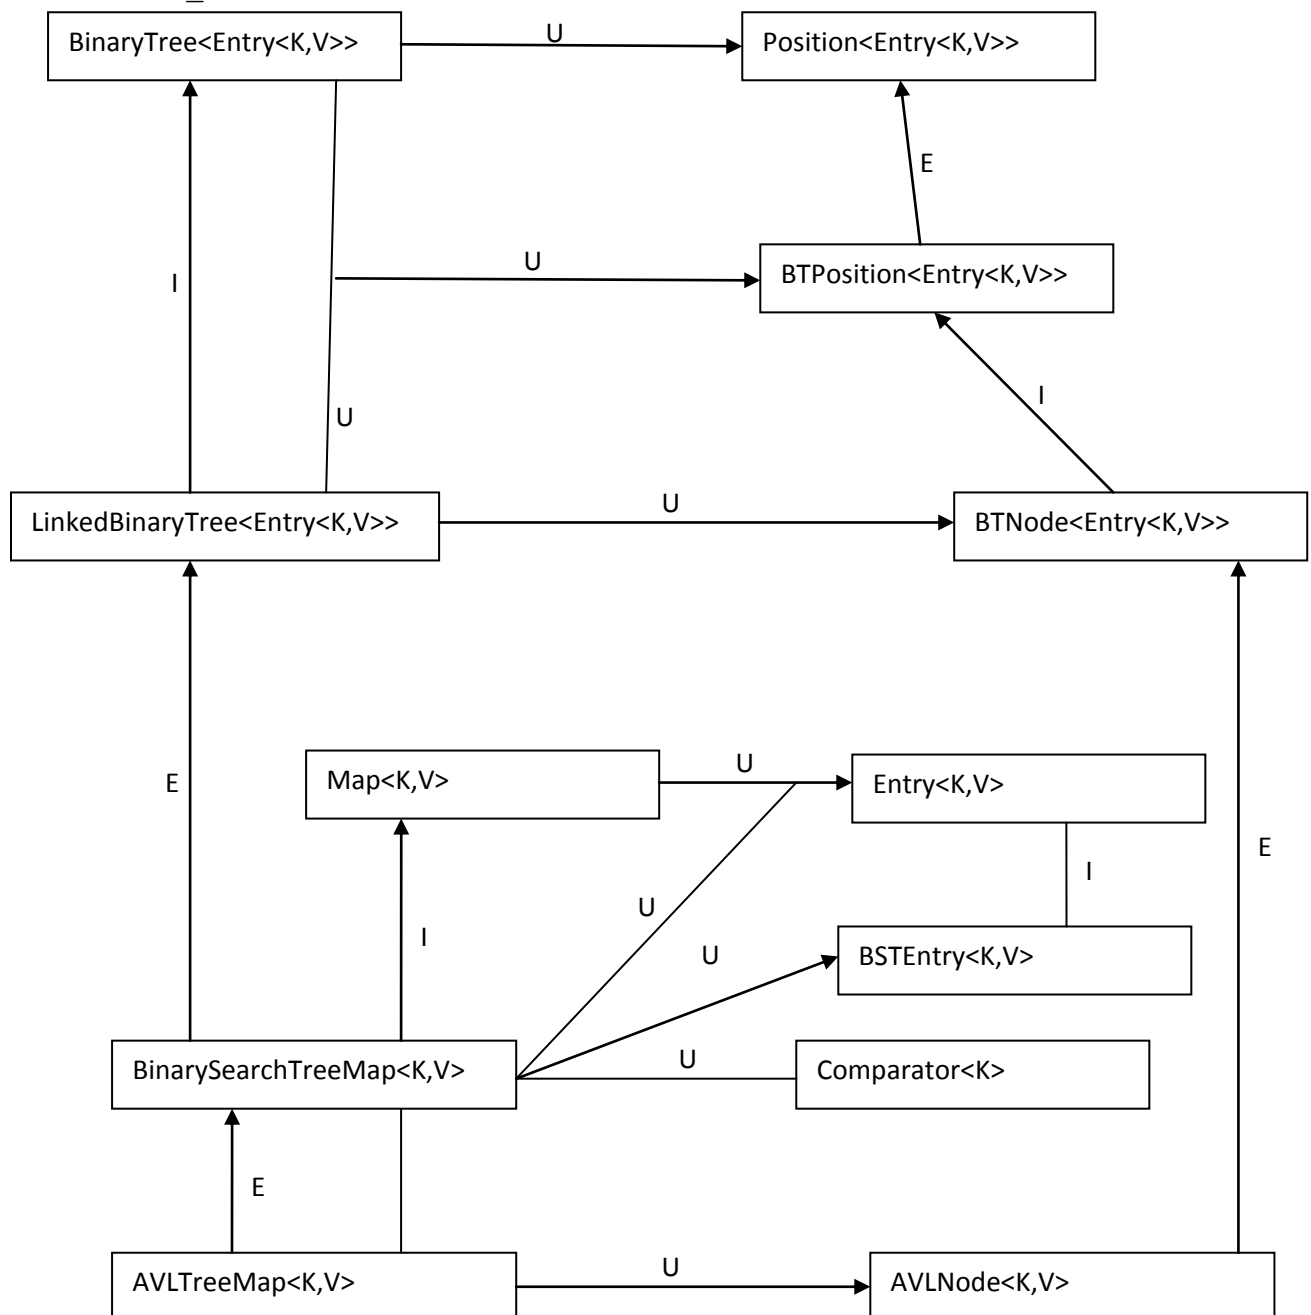 BinaryTree<Entry<K,V>>
U
Position<Entry<K,V>>
E
I
U
BTPosition<Entry<K,V>>
I
U
LinkedBinaryTree<Entry<K,V>>
U
BTNode<Entry<K,V>>
E
Map<K,V>
U
Entry<K,V>
E
I
U
I
U
BSTEntry<K,V>
BinarySearchTreeMap<K,V>
U
Comparator<K>
E
AVLTreeMap<K,V>
U
AVLNode<K,V>